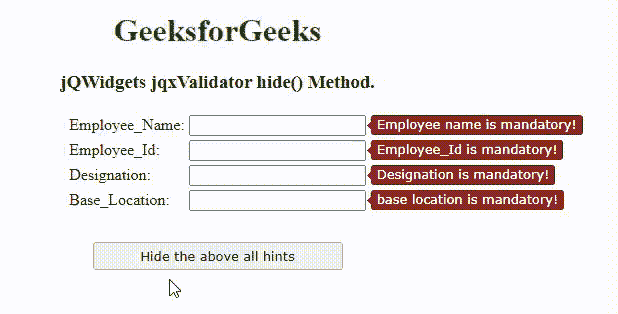 GeeksforGeeks
jQWidgets jqxValidator hide() Method.
Employee_Name: Employee name is mandatory!
Employee_Id: Employee_Id is mandatory!
Designation: Designation is mandatory!
Base_Location: base location is mandatory!
Hide the above all hints